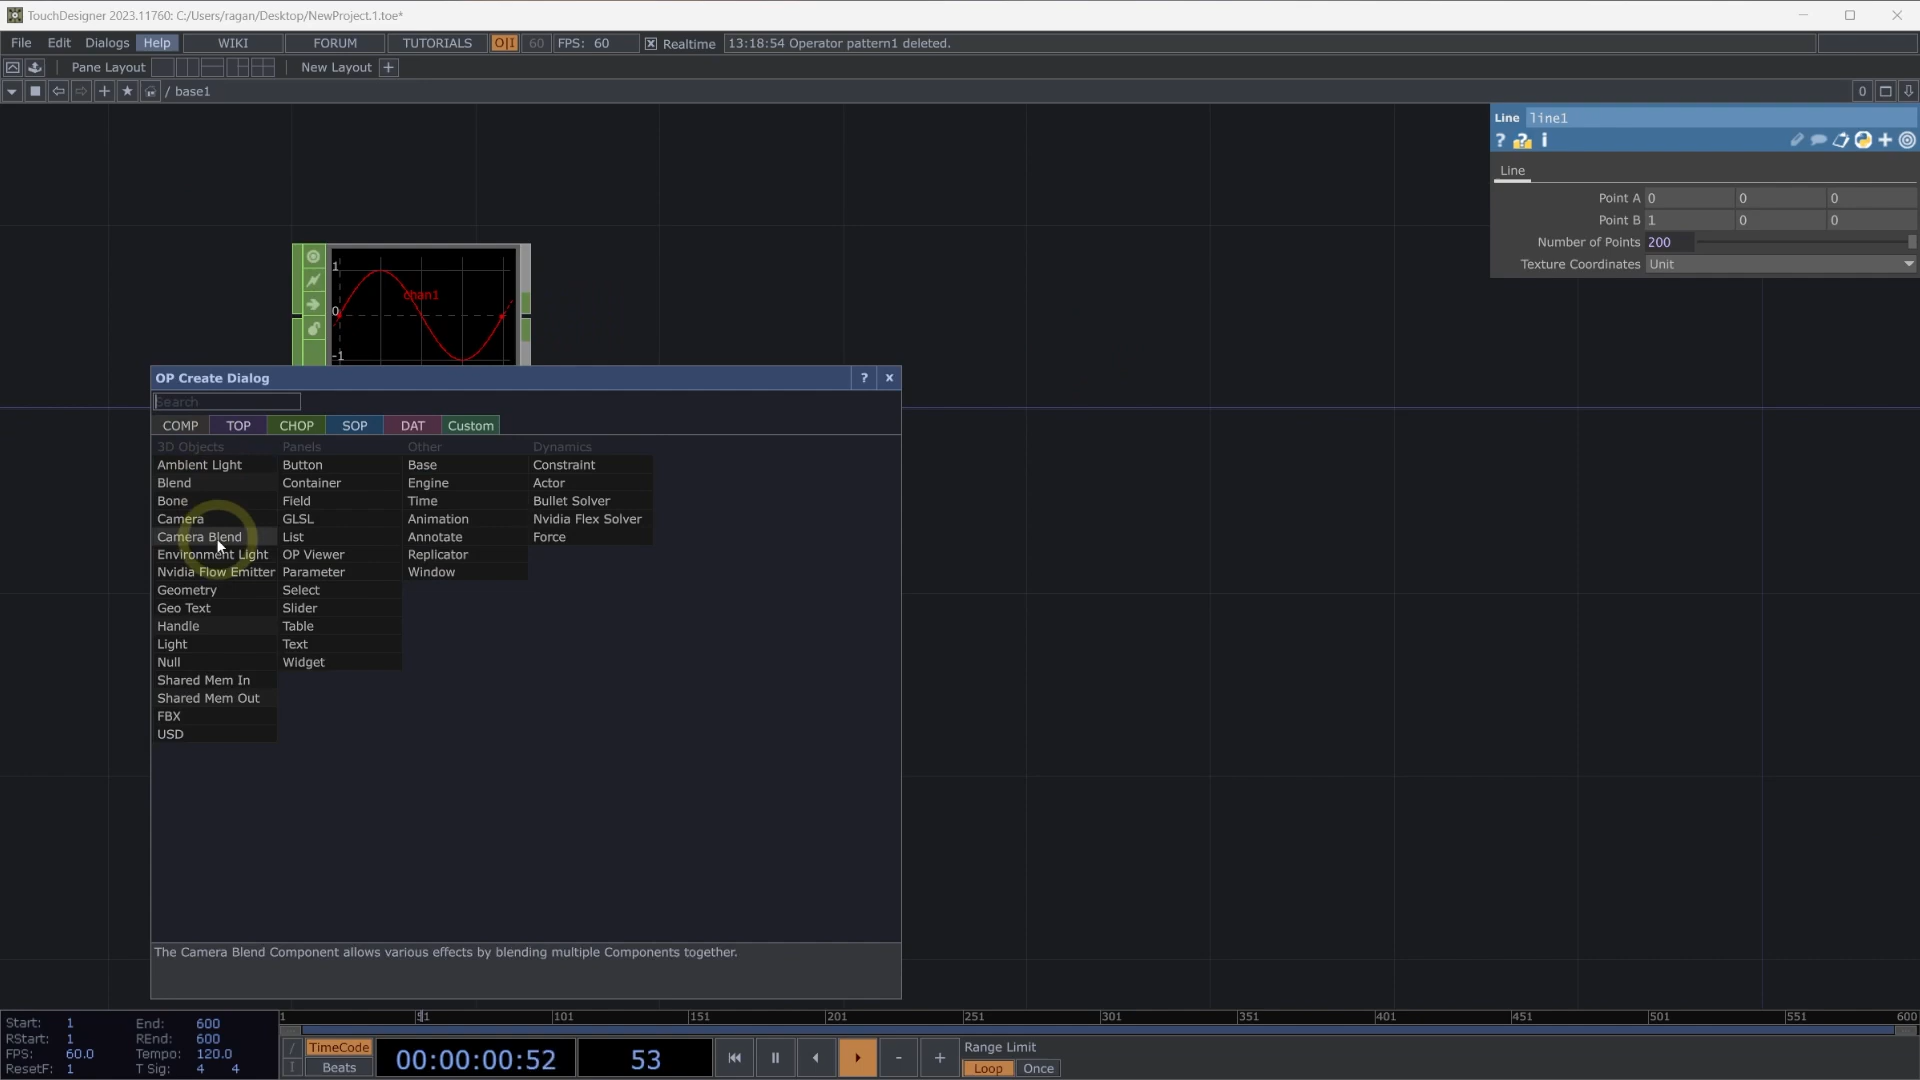 TouchDesigner 2023.11760: C:/Users/ragan/Desktop/NewProject.1.toe*
File Edit Dialogs Help WIKI FORUM TUTORIALS O|I 60 FPS: 60 Realtime 13:18:54 Operator pattern1 deleted.
Pane Layout New Layout +
/ base1 0
Line line1
? i
Line
Point A 0 0 0
Point B 1 0 0
Number of Points 200
Texture Coordinates Unit
1
chan1
0
-1
OP Create Dialog ? x
Search
COMP TOP CHOP SOP DAT Custom
3D Objects Panels Other Dynamics
Ambient Light Button Base Constraint
Blend Container Engine Actor
Bone Field Time Bullet Solver
Camera GLSL Animation Nvidia Flex Solver
Camera Blend List Annotate Force
Environment Light OP Viewer Replicator
Nvidia Flow Emitter Parameter Window
Geometry Select
Geo Text Slider
Handle Table
Light Text
Null Widget
Shared Mem In
Shared Mem Out
FBX
USD
The Camera Blend Component allows various effects by blending multiple Components together.
1 51 101 151 201 251 301 351 401 451 501 551 600
Start: 1 End: 600
RStart: 1 REnd: 600
FPS: 60.0 Tempo: 120.0
ResetF: 1 T Sig: 4 4
TimeCode
Beats
00:00:00:52 53 - +
Range Limit
Loop Once